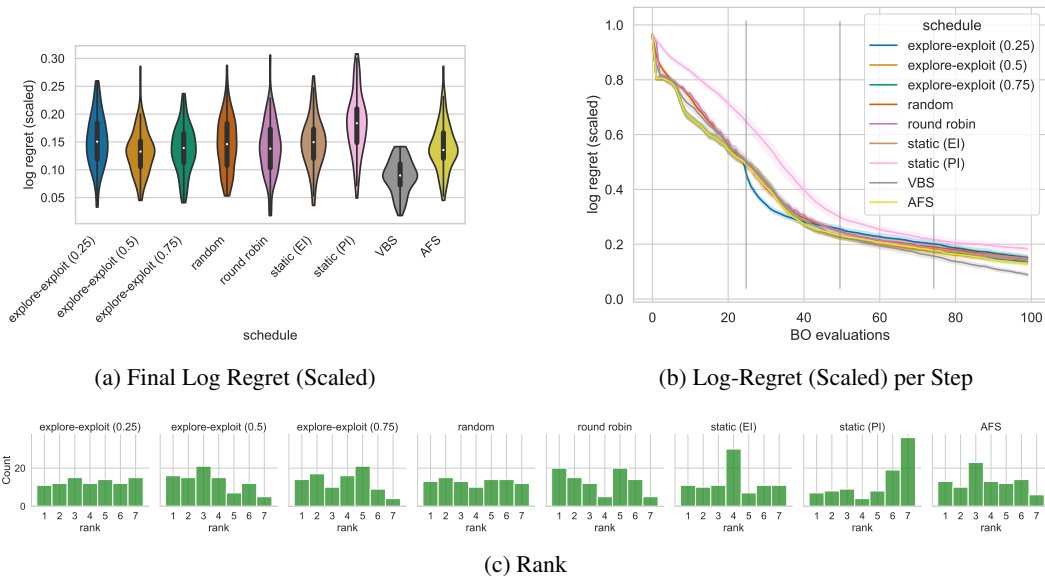 0.30
0.25
0.20
0.15
0.10
0.05
log regret (scaled)
explore-exploit (0.25)
explore-exploit (0.5)
explore-exploit (0.75)
random
round robin
static (EI)
static (PI)
VBS
AFS
schedule
(a) Final Log Regret (Scaled)
1.0
0.8
0.6
0.4
0.2
0.0
log regret (scaled)
schedule
explore-exploit (0.25)
explore-exploit (0.5)
explore-exploit (0.75)
random
round robin
static (EI)
static (PI)
VBS
AFS
0 20 40 60 80 100
BO evaluations
(b) Log-Regret (Scaled) per Step
explore-exploit (0.25) explore-exploit (0.5) explore-exploit (0.75) random round robin static (EI) static (PI) AFS
Count
20
0
1 2 3 4 5 6 7 1 2 3 4 5 6 7 1 2 3 4 5 6 7 1 2 3 4 5 6 7 1 2 3 4 5 6 7 1 2 3 4 5 6 7 1 2 3 4 5 6 7 1 2 3 4 5 6 7
rank rank rank rank rank rank rank rank
(c) Rank